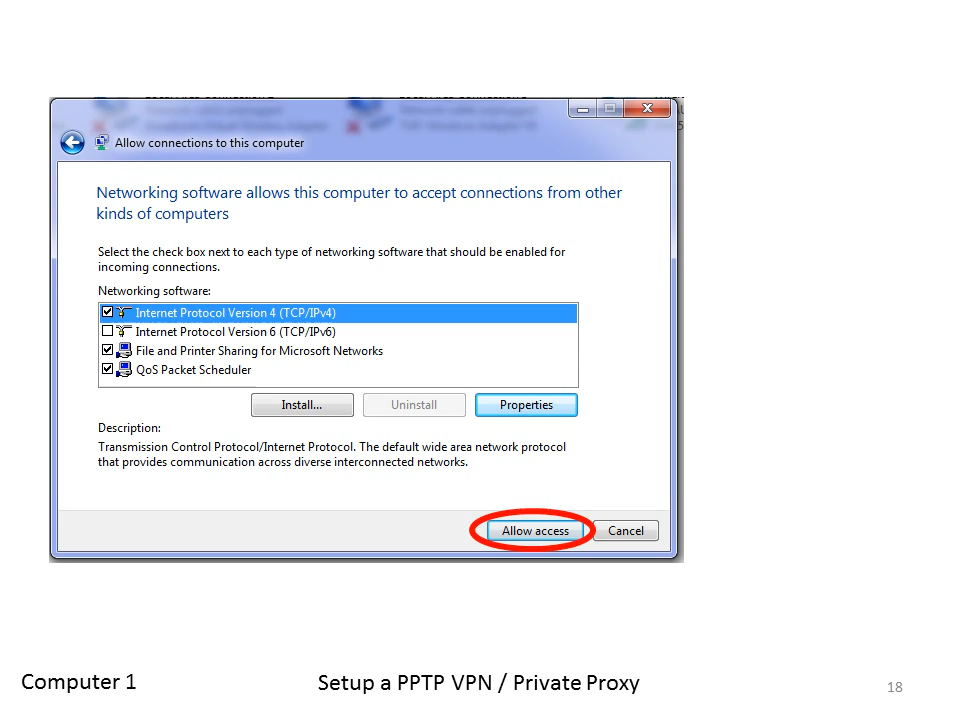 Allow connections to this computer
Networking software allows this computer to accept connections from other
kinds of computers
Select the check box next to each type of networking software that should be enabled for
incoming connections.
Networking software:
Internet Protocol Version 4 (TCP/IPv4)
Internet Protocol Version 6 (TCP/IPv6)
File and Printer Sharing for Microsoft Networks
QoS Packet Scheduler
Install... Uninstall Properties
Description:
Transmission Control Protocol/Internet Protocol. The default wide area network protocol
that provides communication across diverse interconnected networks.
Allow access Cancel
Computer 1 Setup a PPTP VPN / Private Proxy 18